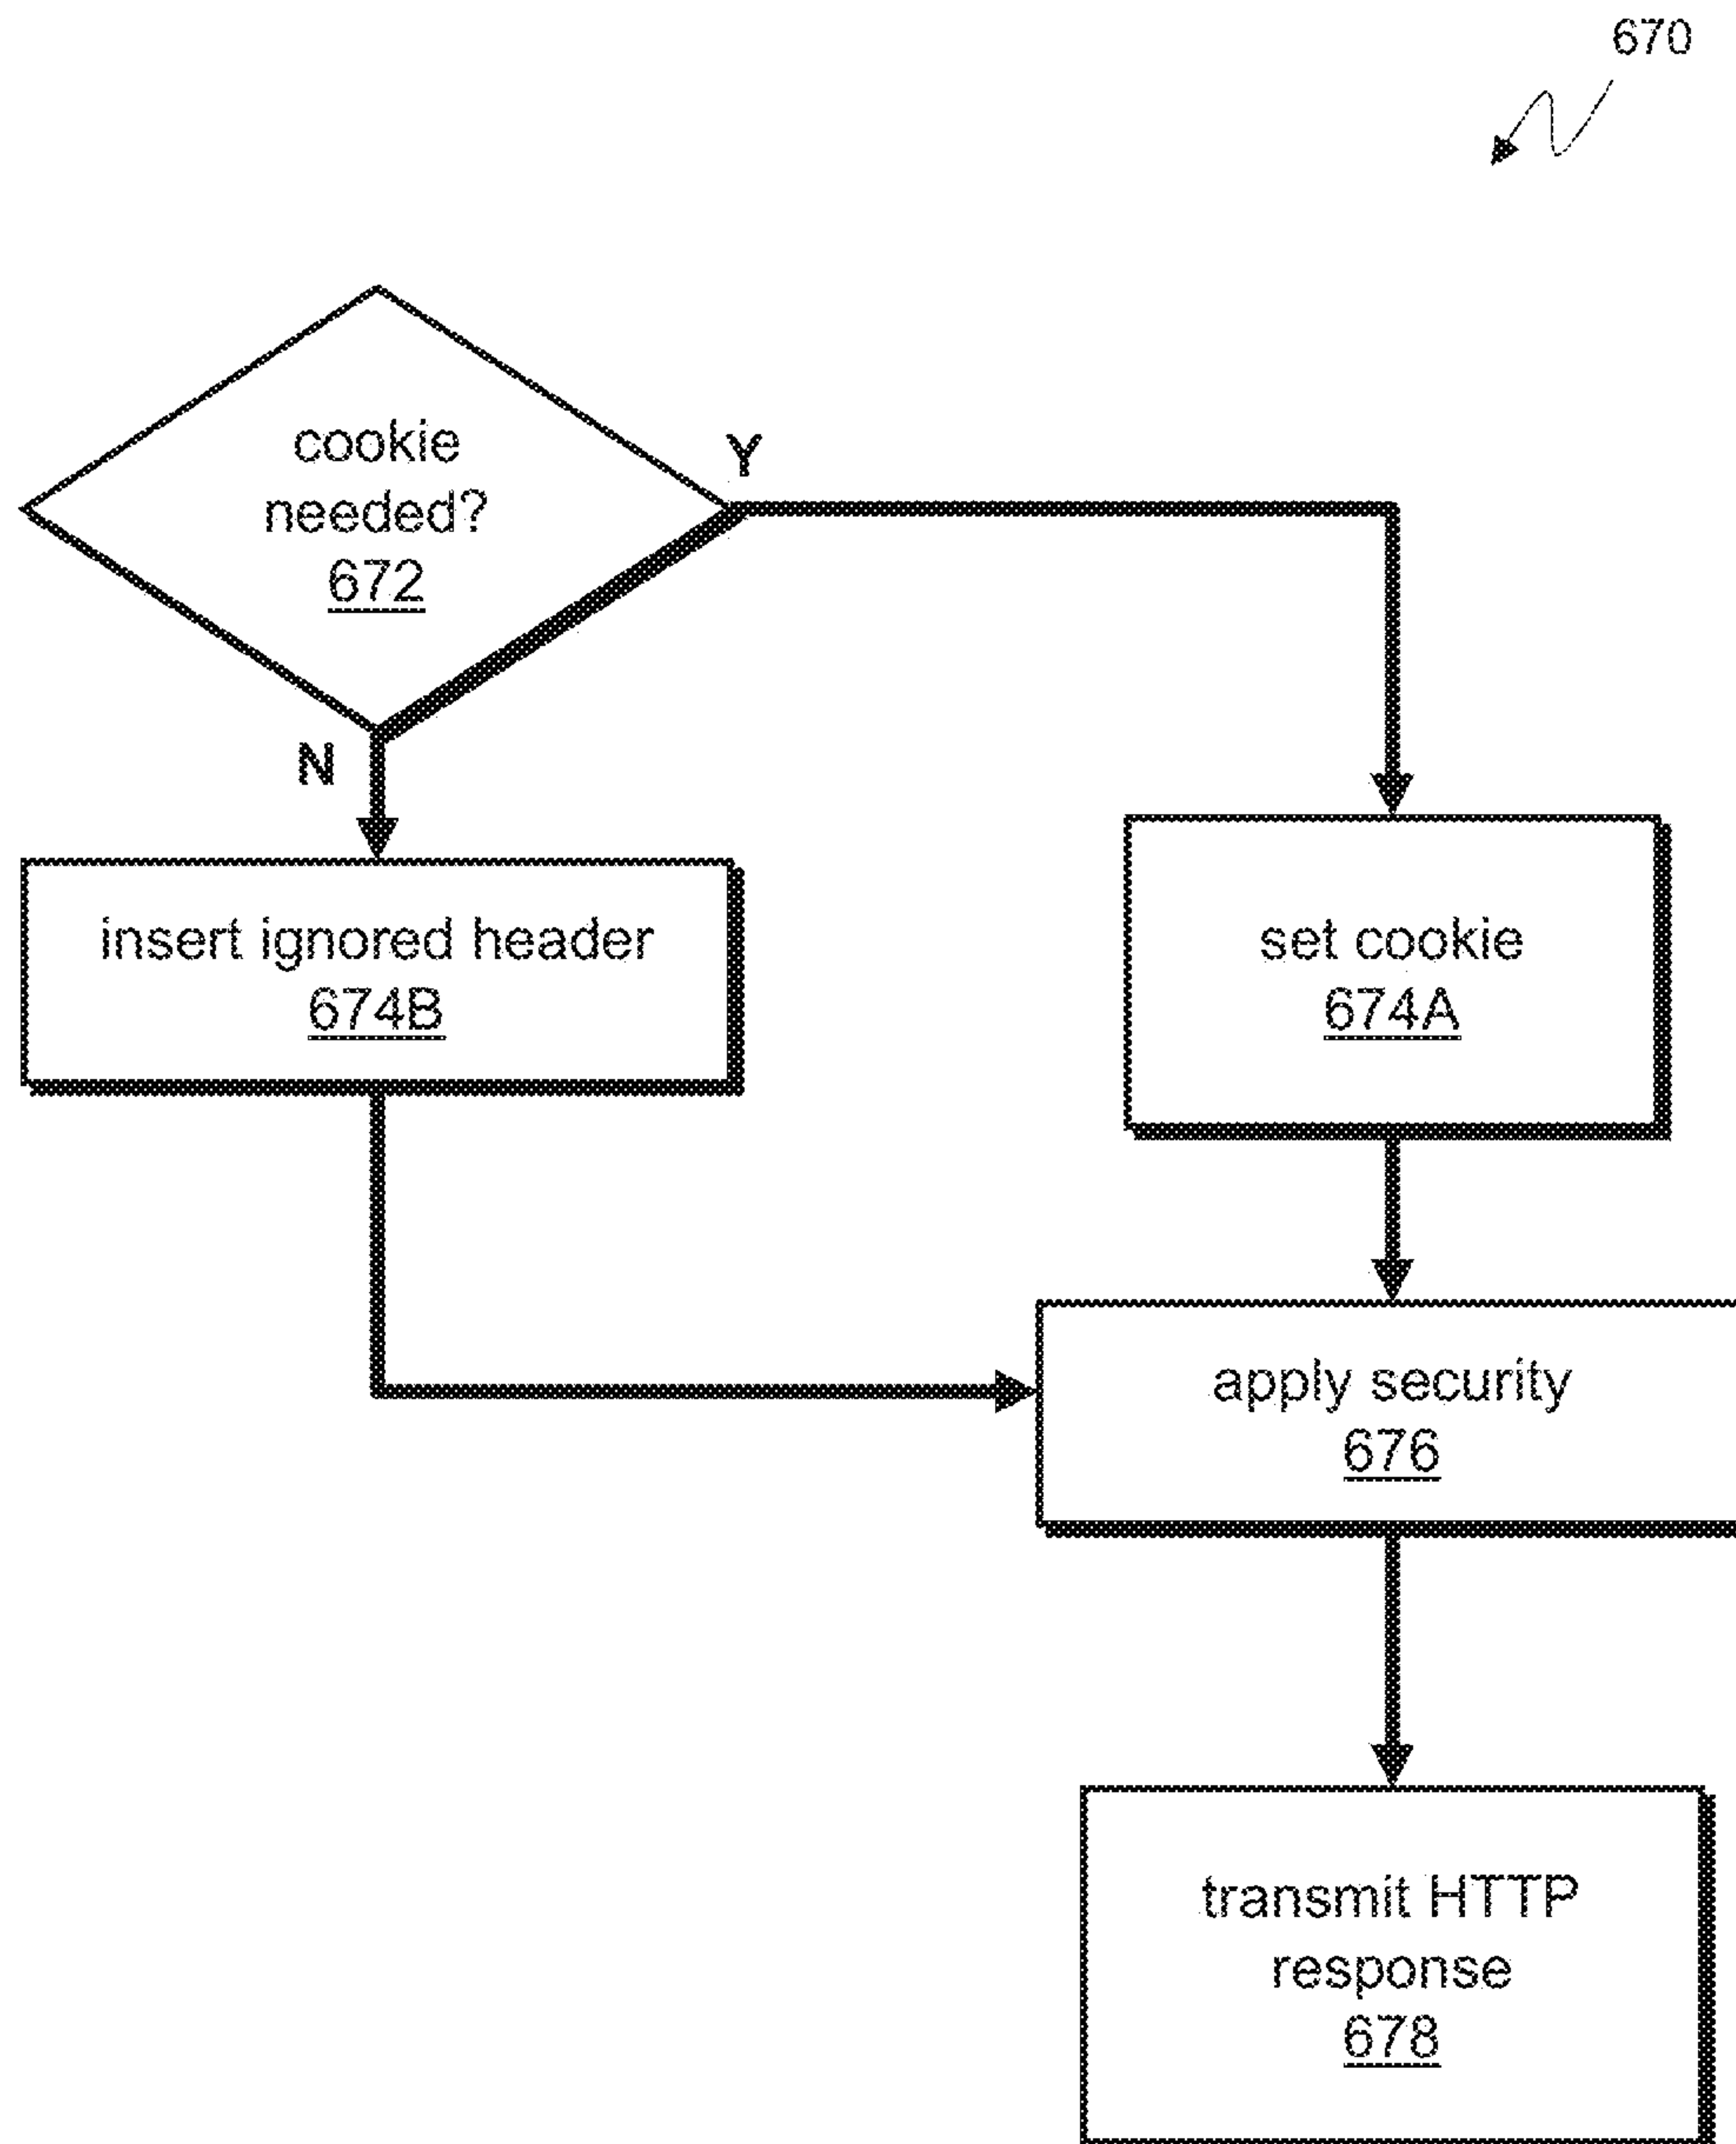 670
cookie
needed?
672
Y
N
insert ignored header
674B
set cookie
674A
apply security
676
transmit HTTP
response
678